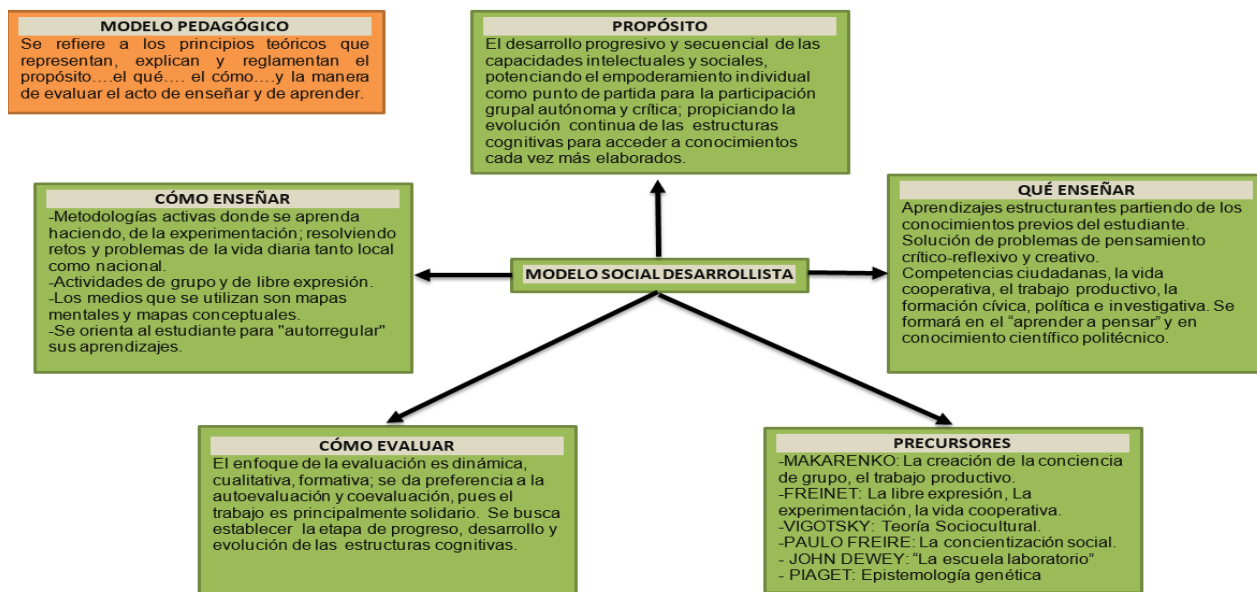 MODELO PEDAGÓGICO
Se refiere a los principios teóricos que
representan, explican y reglamentan el
propósito....el qué.... el cómo....y la manera
de evaluar el acto de enseñar y de aprender.
PROPÓSITO
El desarrollo progresivo y secuencial de las
capacidades intelectuales y sociales,
potenciando el empoderamiento individual
como punto de partida para la participación
grupal autónoma y crítica; propiciando la
evolución continua de las estructuras
cognitivas para acceder a conocimientos
cada vez más elaborados.
CÓMO ENSEÑAR
-Metodologías activas donde se aprenda
haciendo, de la experimentación; resolviendo
retos y problemas de la vida diaria tanto local
como nacional.
-Actividades de grupo y de libre expresión.
-Los medios que se utilizan son mapas
mentales y mapas conceptuales.
-Se orienta al estudiante para "autorregular"
sus aprendizajes.
MODELO SOCIAL DESARROLLISTA
QUÉ ENSEÑAR
Aprendizajes estructurantes partiendo de los
conocimientos previos del estudiante.
Solución de problemas de pensamiento
crítico-reflexivo y creativo.
Competencias ciudadanas, la vida
cooperativa, el trabajo productivo, la
formación cívica, política e investigativa. Se
formará en el “aprender a pensar” y en
conocimiento científico politécnico.
CÓMO EVALUAR
El enfoque de la evaluación es dinámica,
cualitativa, formativa; se da preferencia a la
autoevaluación y coevaluación, pues el
trabajo es principalmente solidario. Se busca
establecer la etapa de progreso, desarrollo y
evolución de las estructuras cognitivas.
PRECURSORES
-MAKARENKO: La creación de la conciencia
de grupo, el trabajo productivo.
-FREINET: La libre expresión, La
experimentación, la vida cooperativa.
-VIGOTSKY: Teoría Sociocultural.
-PAULO FREIRE: La concientización social.
- JOHN DEWEY: “La escuela laboratorio”
- PIAGET: Epistemología genética